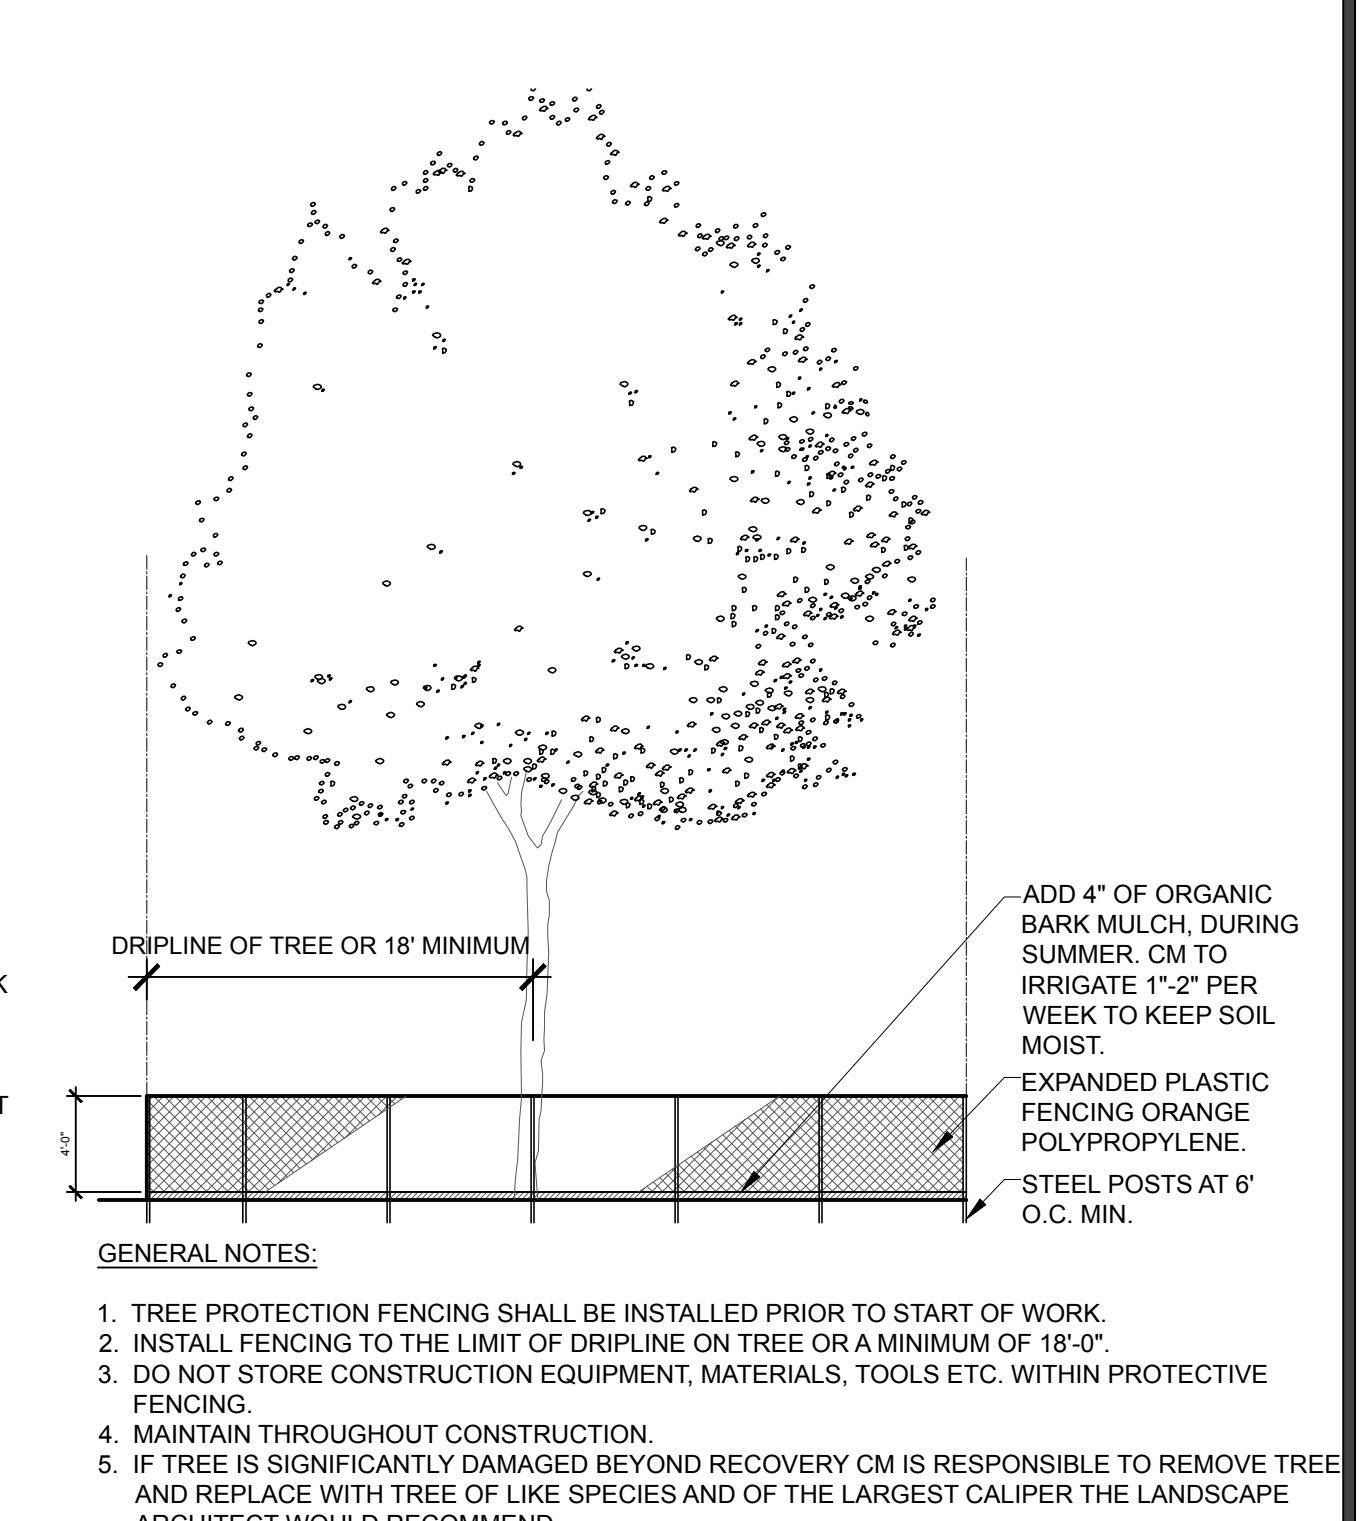 DRIPLINE OF TREE OR 18' MINIMUM
ADD 4" OF ORGANIC
BARK MULCH, DURING
SUMMER. CM TO
IRRIGATE 1"-2" PER
WEEK TO KEEP SOIL
MOIST.
K
EXPANDED PLASTIC
FENCING ORANGE
POLYPROPYLENE.
T
4'-0"
STEEL POSTS AT 6'
O.C. MIN.
GENERAL NOTES:
1. TREE PROTECTION FENCING SHALL BE INSTALLED PRIOR TO START OF WORK.
2. INSTALL FENCING TO THE LIMIT OF DRIPLINE ON TREE OR A MINIMUM OF 18'-0".
3. DO NOT STORE CONSTRUCTION EQUIPMENT, MATERIALS, TOOLS ETC. WITHIN PROTECTIVE
FENCING.
4. MAINTAIN THROUGHOUT CONSTRUCTION.
5. IF TREE IS SIGNIFICANTLY DAMAGED BEYOND RECOVERY CM IS RESPONSIBLE TO REMOVE TREE
AND REPLACE WITH TREE OF LIKE SPECIES AND OF THE LARGEST CALIPER THE LANDSCAPE
ARCHITECT WOULD RECOMMEND